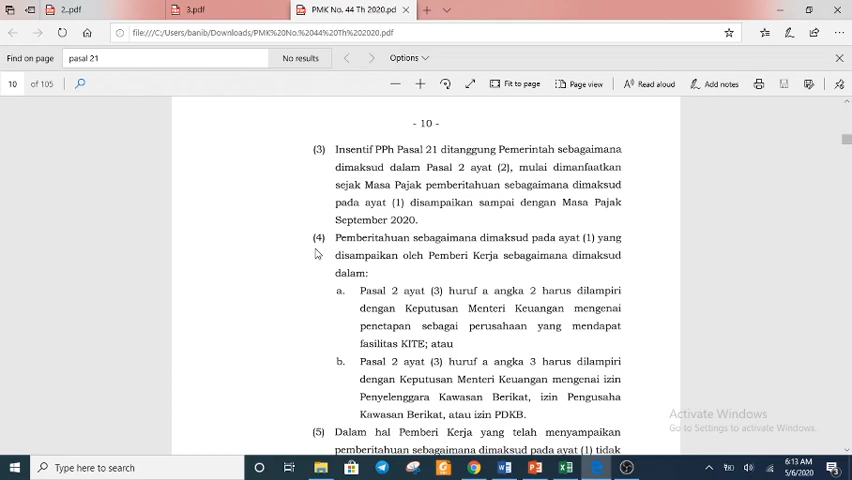 2..pdf
3.pdf
PMK No. 44 Th 2020.pd
file:///C:/Users/banib/Downloads/PMK%20No.%2044%20Th%202020.pdf
Find on page
pasal 21
No results
Options
10
of 105
Fit to page
Page view
Read aloud
Add notes
- 10 -
(3) Insentif PPh Pasal 21 ditanggung Pemerintah sebagaimana
dimaksud dalam Pasal 2 ayat (2), mulai dimanfaatkan
sejak Masa Pajak pemberitahuan sebagaimana dimaksud
pada ayat (1) disampaikan sampai dengan Masa Pajak
September 2020.
(4) Pemberitahuan sebagaimana dimaksud pada ayat (1) yang
disampaikan oleh Pemberi Kerja sebagaimana dimaksud
dalam:
a. Pasal 2 ayat (3) huruf a angka 2 harus dilampiri
dengan Keputusan Menteri Keuangan mengenai
penetapan sebagai perusahaan yang mendapat
fasilitas KITE; atau
b. Pasal 2 ayat (3) huruf a angka 3 harus dilampiri
dengan Keputusan Menteri Keuangan mengenai izin
Penyelenggara Kawasan Berikat, izin Pengusaha
Kawasan Berikat, atau izin PDKB.
(5) Dalam hal Pemberi Kerja yang telah menyampaikan
pemberitahuan sebagaimana dimaksud pada ayat (1) tidak
Activate Windows
Go to Settings to activate Windows.
Type here to search
6:13 AM
5/6/2020